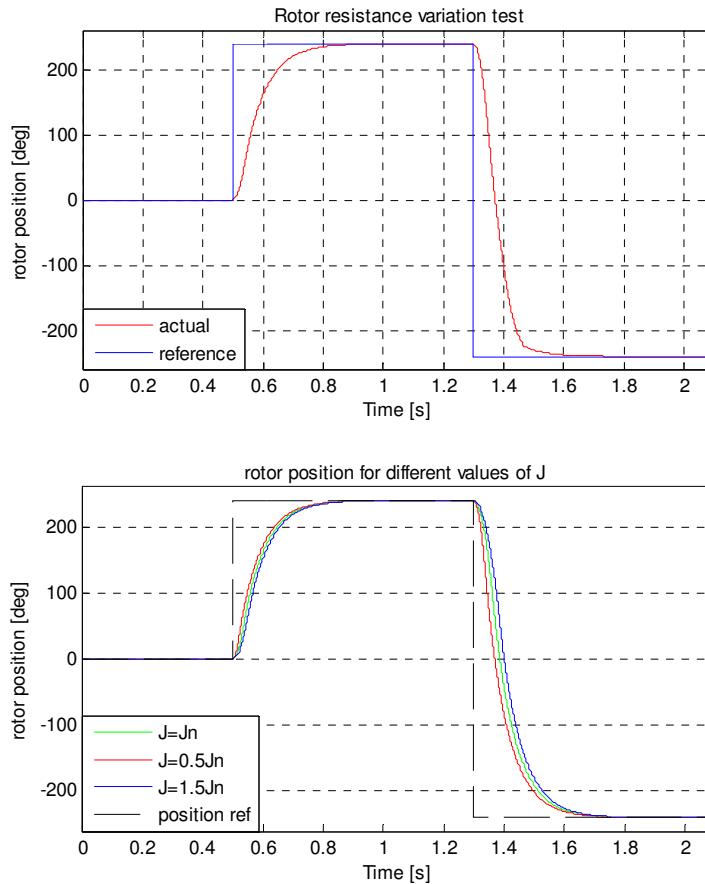 Rotor resistance variation test
200
100
0
-100
-200
rotor position [deg]
actual
reference
0 0.2 0.4 0.6 0.8 1 1.2 1.4 1.6 1.8 2
Time [s]
rotor position for different values of J
200
100
0
-100
-200
rotor position [deg]
J=Jn
J=0.5Jn
J=1.5Jn
position ref
0 0.2 0.4 0.6 0.8 1 1.2 1.4 1.6 1.8 2
Time [s]